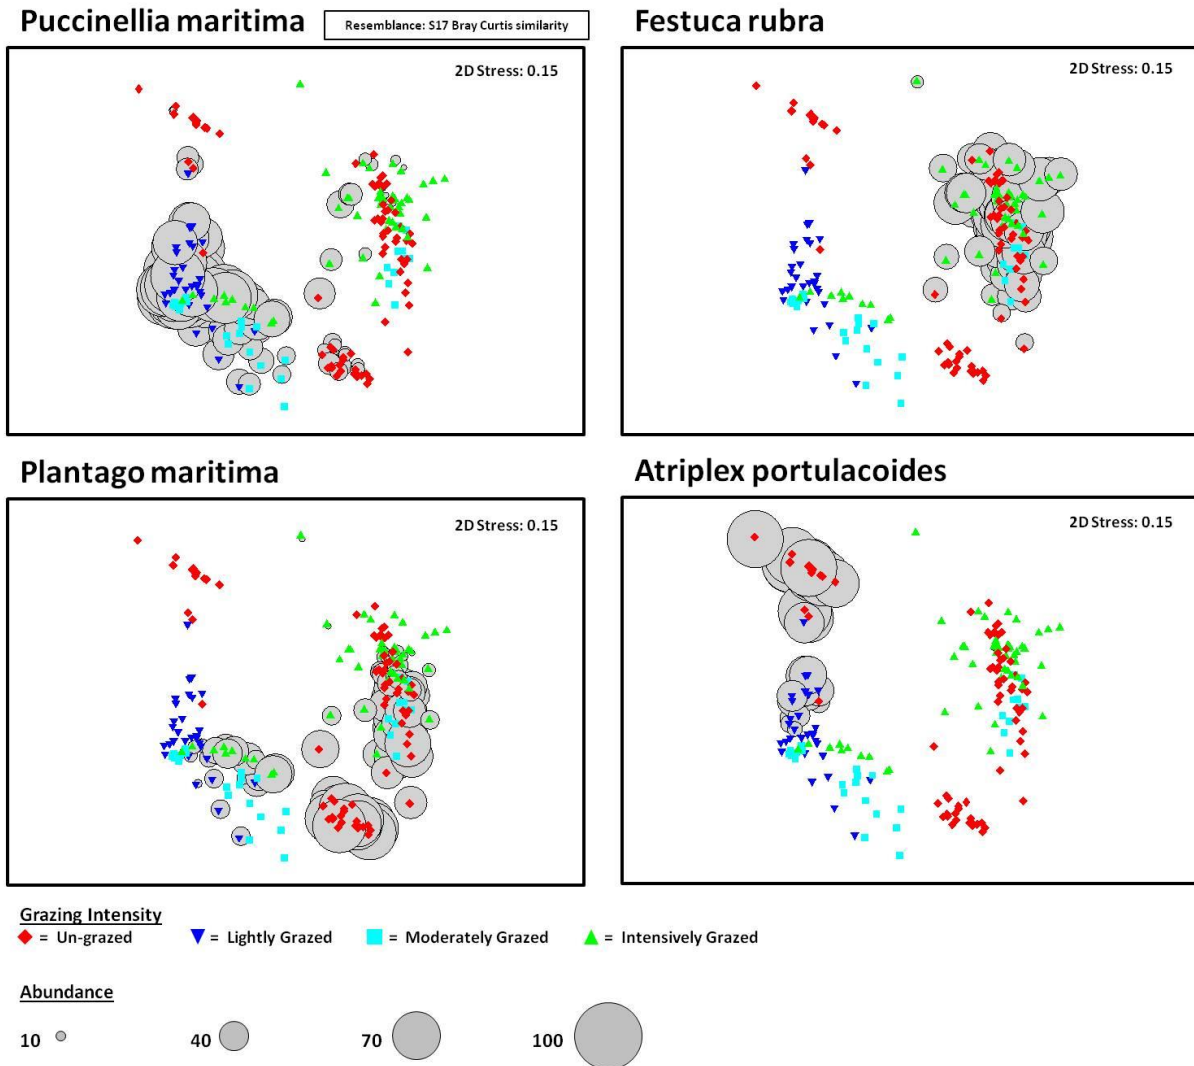 Puccinellia maritima
Resemblance: S17 Bray Curtis similarity
Festuca rubra
2D Stress: 0.15
2D Stress: 0.15
Plantago maritima
Atriplex portulacoides
2D Stress: 0.15
2D Stress: 0.15
Grazing Intensity
= Un-grazed = Lightly Grazed = Moderately Grazed = Intensively Grazed
Abundance
10 40 70 100